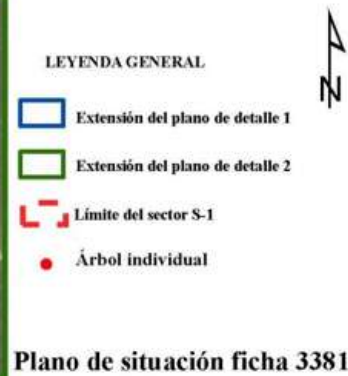 N
LEYENDA GENERAL
Extensión del plano de detalle 1
Extensión del plano de detalle 2
Límite del sector S-1
Árbol individual
Plano de situación ficha 3381